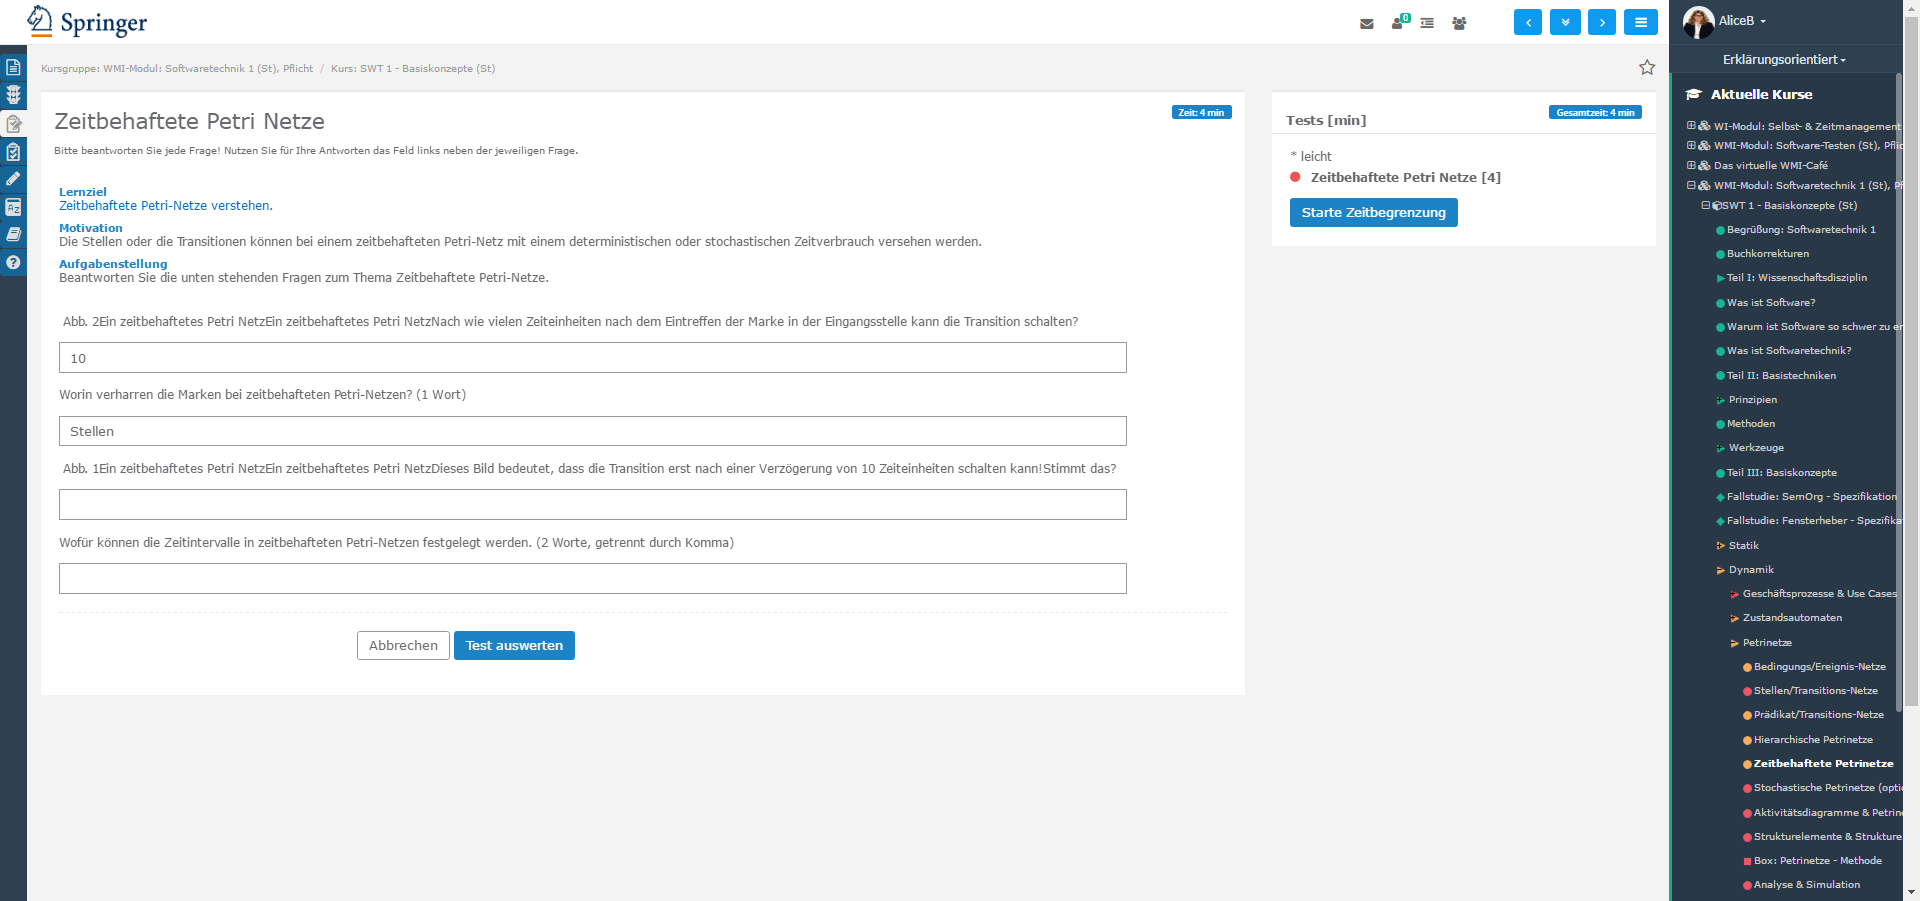 Springer
0
AliceB
Erklärungsorientiert
Kursgruppe: WMI-Modul: Softwaretechnik 1 (St), Pflicht / Kurs: SWT 1 - Basiskonzepte (St)
Zeitbehaftete Petri Netze
Zeit: 4 min
Bitte beantworten Sie jede Frage! Nutzen Sie für Ihre Antworten das Feld links neben der jeweiligen Frage.
Lernziel
Zeitbehaftete Petri-Netze verstehen.
Motivation
Die Stellen oder die Transitionen können bei einem zeitbehafteten Petri-Netz mit einem deterministischen oder stochastischen Zeitverbrauch versehen werden.
Aufgabenstellung
Beantworten Sie die unten stehenden Fragen zum Thema Zeitbehaftete Petri-Netze.
Abb. 2Ein zeitbehaftetes Petri NetzEin zeitbehaftetes Petri NetzNach wie vielen Zeiteinheiten nach dem Eintreffen der Marke in der Eingangsstelle kann die Transition schalten?
10
Worin verharren die Marken bei zeitbehafteten Petri-Netzen? (1 Wort)
Stellen
Abb. 1Ein zeitbehaftetes Petri NetzEin zeitbehaftetes Petri NetzDieses Bild bedeutet, dass die Transition erst nach einer Verzögerung von 10 Zeiteinheiten schalten kann!Stimmt das?
Wofür können die Zeitintervalle in zeitbehafteten Petri-Netzen festgelegt werden. (2 Worte, getrennt durch Komma)
Abbrechen
Test auswerten
Tests [min]
Gesamtzeit: 4 min
* leicht
Zeitbehaftete Petri Netze [4]
Starte Zeitbegrenzung
Aktuelle Kurse
WI-Modul: Selbst- & Zeitmanagement
WMI-Modul: Software-Testen (St), Pflic
Das virtuelle WMI-Café
WMI-Modul: Softwaretechnik 1 (St), Pf
SWT 1 - Basiskonzepte (St)
Begrüßung: Softwaretechnik 1
Buchkorrekturen
Teil I: Wissenschaftsdisziplin
Was ist Software?
Warum ist Software so schwer zu er
Was ist Softwaretechnik?
Teil II: Basistechniken
Prinzipien
Methoden
Werkzeuge
Teil III: Basiskonzepte
Fallstudie: SemOrg - Spezifikation
Fallstudie: Fensterheber - Spezifika
Statik
Dynamik
Geschäftsprozesse & Use Cases
Zustandsautomaten
Petrinetze
Bedingungs/Ereignis-Netze
Stellen/Transitions-Netze
Prädikat/Transitions-Netze
Hierarchische Petrinetze
Zeitbehaftete Petrinetze
Stochastische Petrinetze (optio
Aktivitätsdiagramme & Petrine
Strukturelemente & Strukture
Box: Petrinetze - Methode
Analyse & Simulation